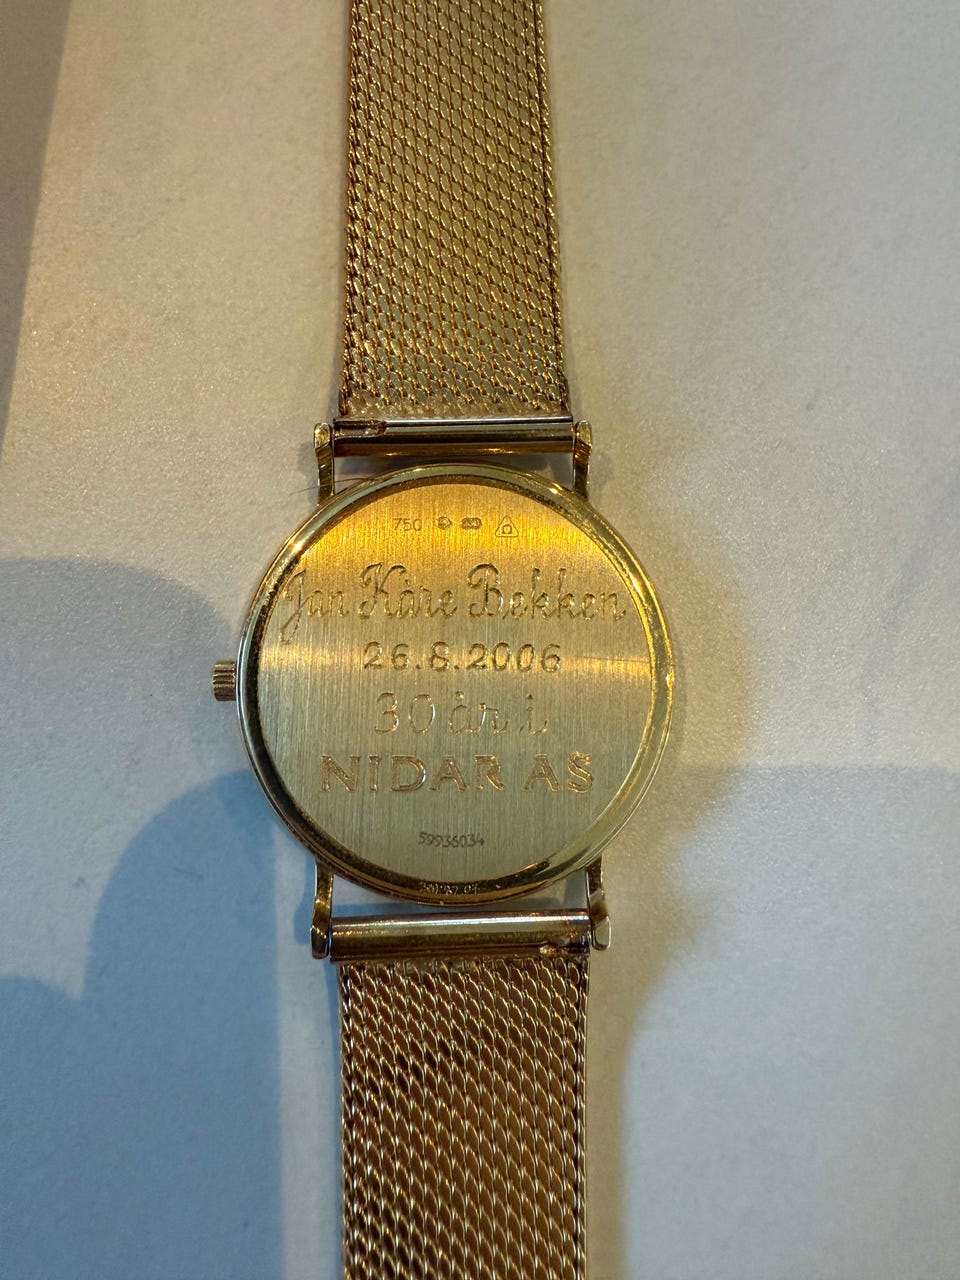 750 Ω
Jan Kåre Bekken
26.8.2006
30 år i
NIDAR AS
59936034